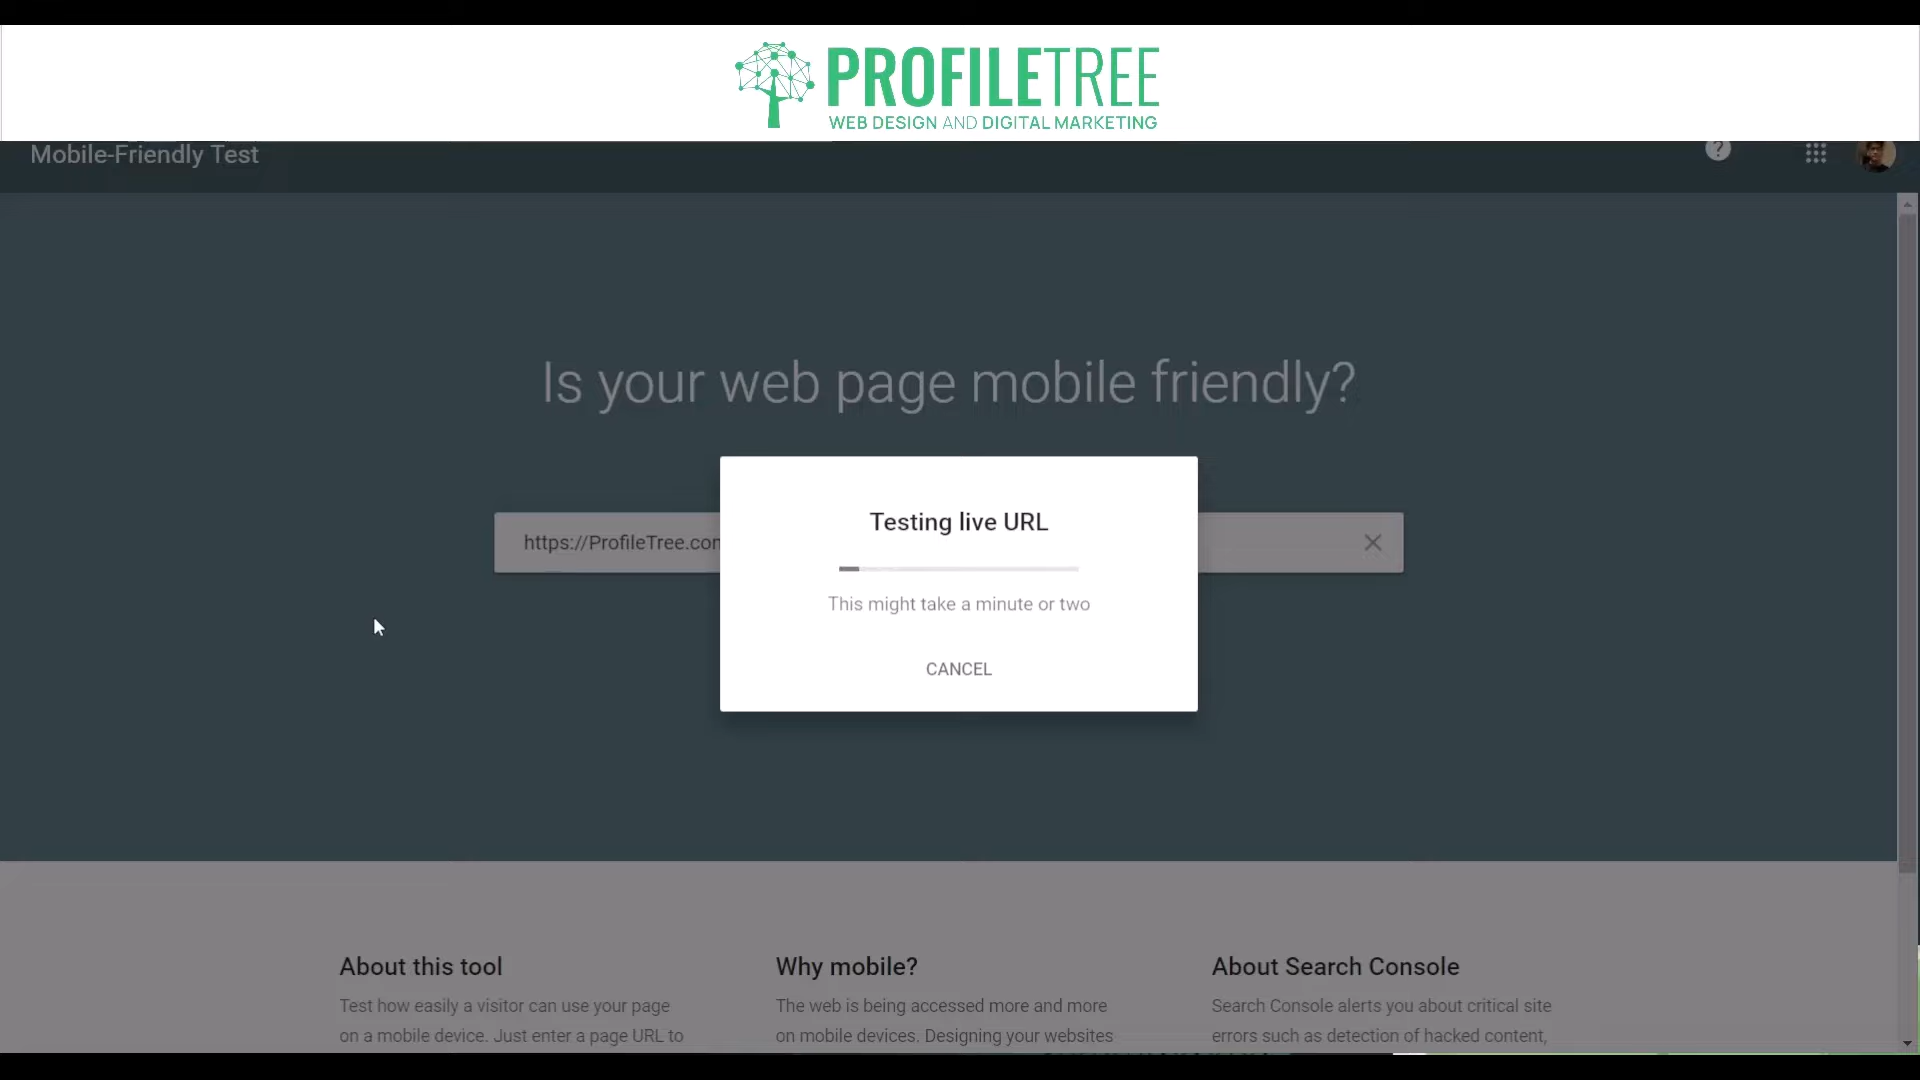 PROFILETREE
WEB DESIGN AND DIGITAL MARKETING
Mobile-Friendly Test
?
Is your web page mobile friendly?
https://ProfileTree.com
Testing live URL
This might take a minute or two
CANCEL
About this tool
Test how easily a visitor can use your page
on a mobile device. Just enter a page URL to
Why mobile?
The web is being accessed more and more
on mobile devices. Designing your websites
About Search Console
Search Console alerts you about critical site
errors such as detection of hacked content,